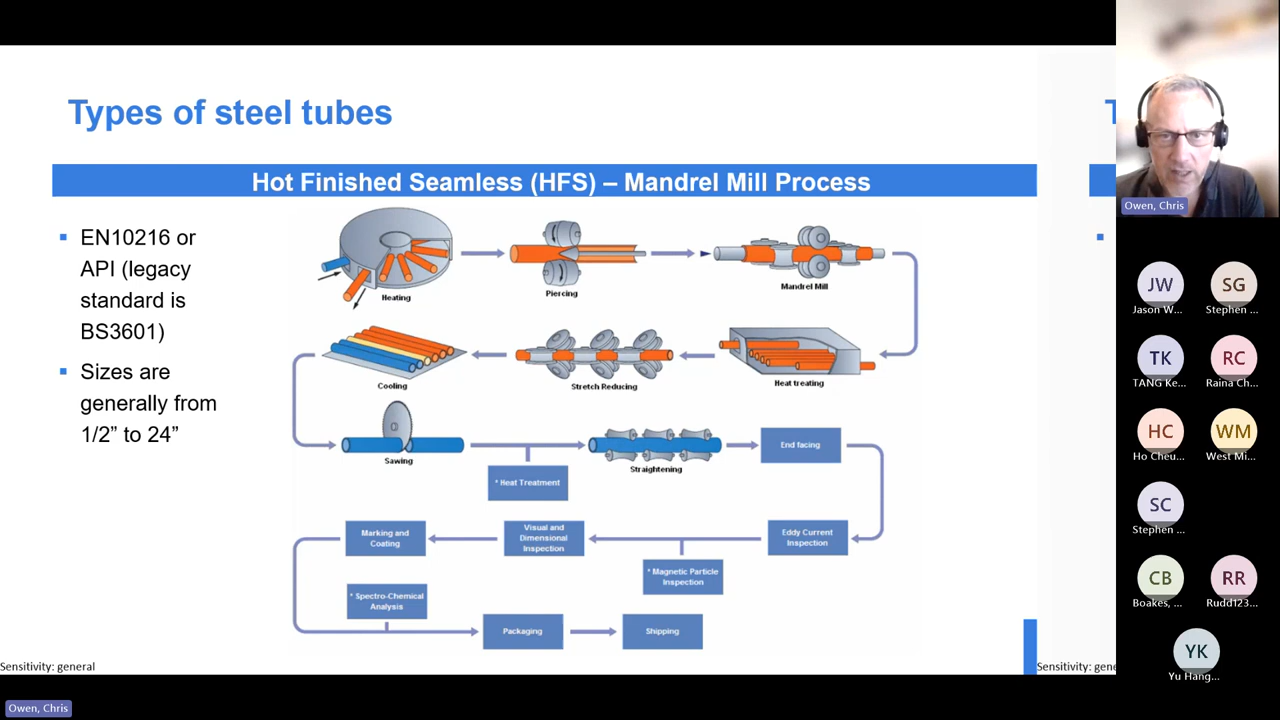 Types of steel tubes
T
Hot Finished Seamless (HFS) – Mandrel Mill Process
▪ EN10216 or
API (legacy
standard is
BS3601)
▪ Sizes are
generally from
1/2” to 24”
Heating
Piercing
Mandrel Mill
Cooling
Stretch Reducing
Heat treating
Sawing
* Heat Treatment
Straightening
End facing
Marking and
Coating
Visual and
Dimensional
Inspection
* Magnetic Particle
Inspection
Eddy Current
Inspection
* Spectro-Chemical
Analysis
Packaging
Shipping
Sensitivity: general
Sensitivity: gene
Owen, Chris
Owen, Chris
JW
Jason W...
SG
Stephen ...
TK
TANG Ke...
RC
Raina Ch...
HC
Ho Cheu...
WM
West Mi...
SC
Stephen ...
CB
Boakes, ...
RR
Rudd123...
YK
Yu Hang...